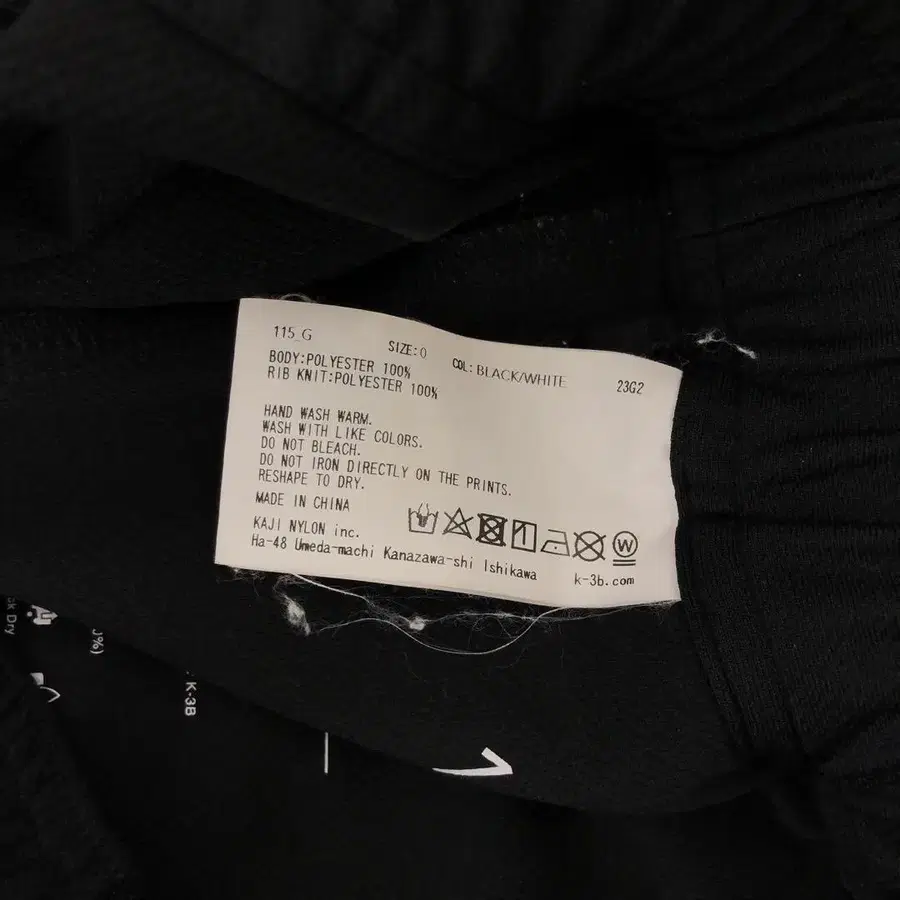 115_G SIZE:0 COL: BLACK/WHITE 23G2
BODY:POLYESTER 100%
RIB KNIT:POLYESTER 100%
HAND WASH WARM.
WASH WITH LIKE COLORS.
DO NOT BLEACH.
DO NOT IRON DIRECTLY ON THE PRINTS.
RESHAPE TO DRY.
MADE IN CHINA
KAJI NYLON inc.
Ha-48 Umeda-machi Kanazawa-shi Ishikawa
k-3b.com
W
Dry
K-3B